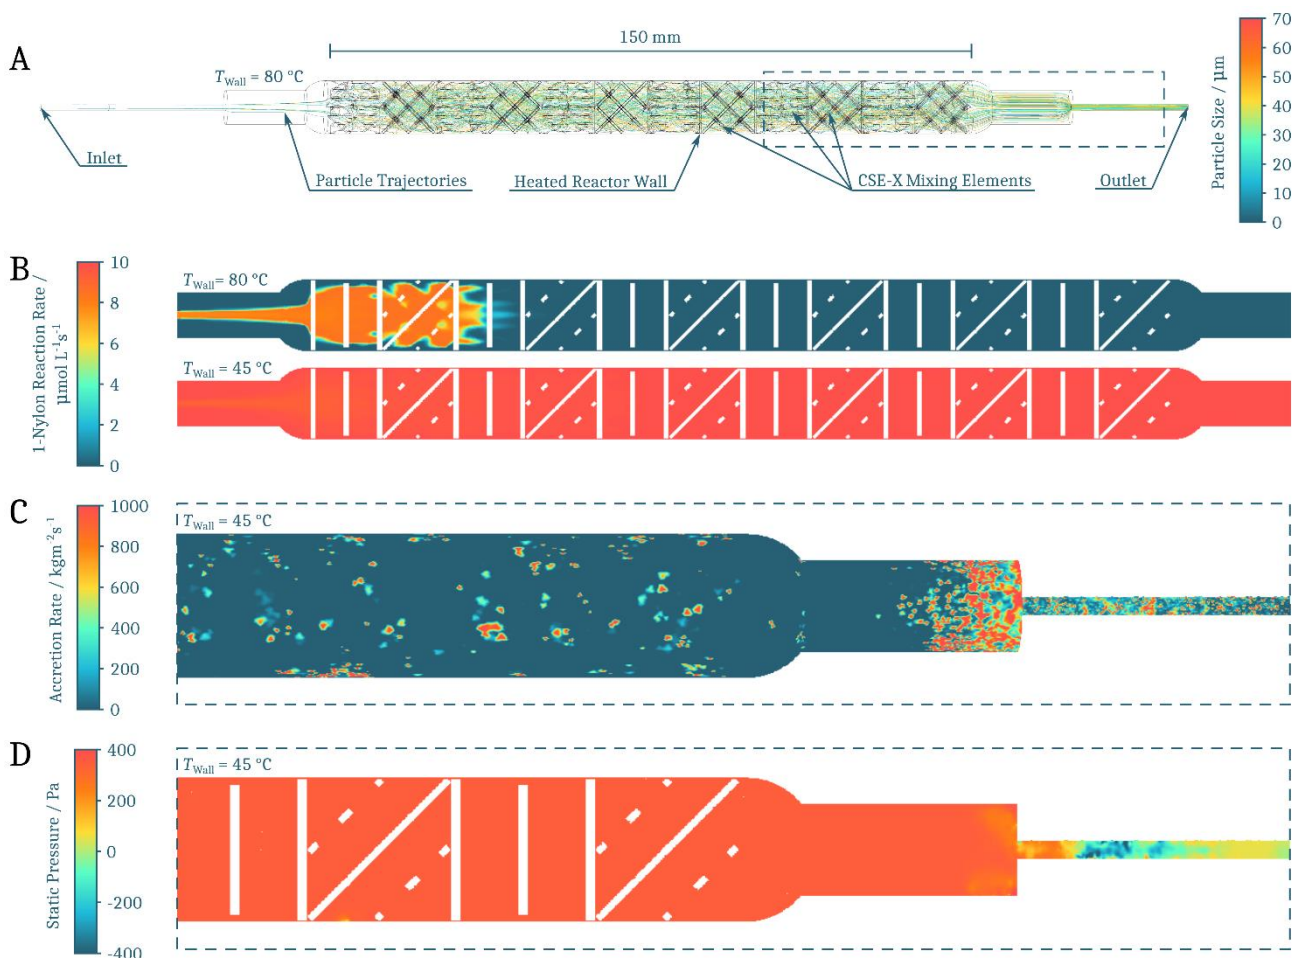 A
150 mm
T_Wall = 80 °C
Inlet
Particle Trajectories
Heated Reactor Wall
CSE-X Mixing Elements
Outlet
Particle Size / µm
70
60
50
40
30
20
10
0
B
1-Nylon Reaction Rate /
µmol L⁻¹s⁻¹
10
8
6
4
2
0
T_Wall= 80 °C
T_Wall = 45 °C
C
Accretion Rate / kgm⁻²s⁻¹
1000
800
600
400
200
0
T_Wall = 45 °C
D
Static Pressure / Pa
400
200
0
-200
-400
T_Wall = 45 °C